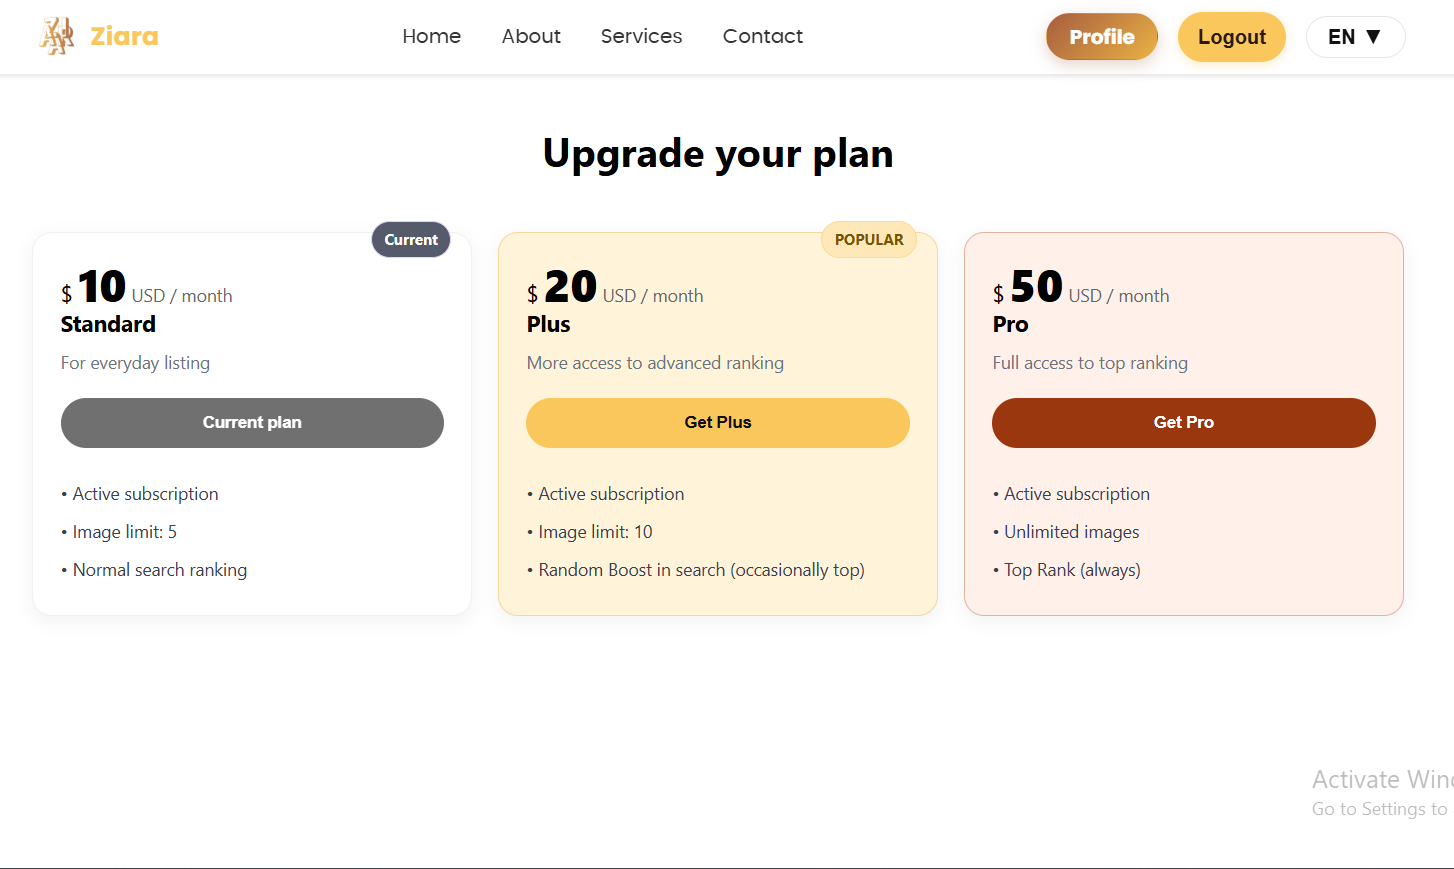 Ziara
Home About Services Contact
Profile Logout EN ▼
Upgrade your plan
Current
$ 10 USD / month
Standard
For everyday listing
Current plan
• Active subscription
• Image limit: 5
• Normal search ranking
POPULAR
$ 20 USD / month
Plus
More access to advanced ranking
Get Plus
• Active subscription
• Image limit: 10
• Random Boost in search (occasionally top)
$ 50 USD / month
Pro
Full access to top ranking
Get Pro
• Active subscription
• Unlimited images
• Top Rank (always)
Activate Win
Go to Settings to